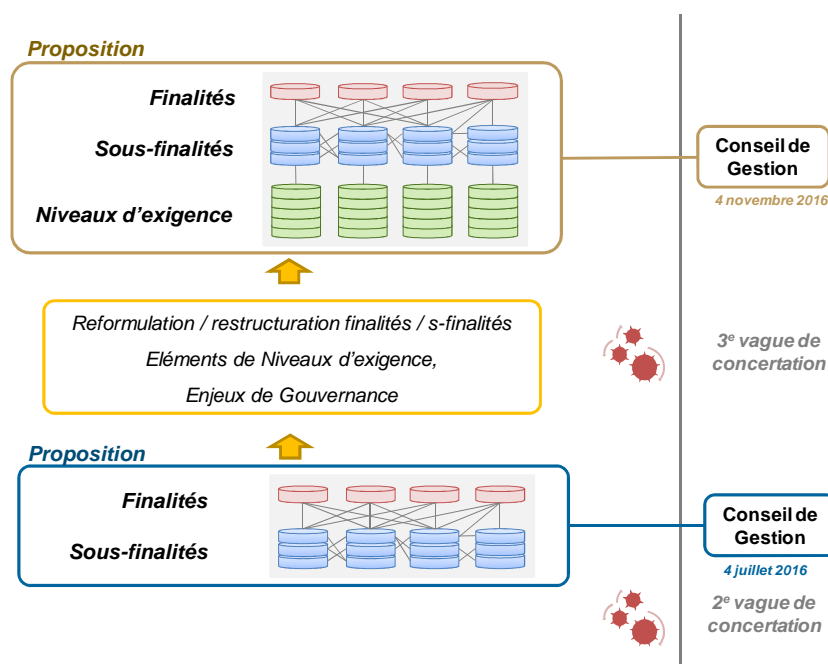 Proposition
Finalités
Sous-finalités
Niveaux d'exigence
Conseil de
Gestion
4 novembre 2016
Reformulation / restructuration finalités / s-finalités
Eléments de Niveaux d'exigence,
Enjeux de Gouvernance
3e vague de
concertation
Proposition
Finalités
Sous-finalités
Conseil de
Gestion
4 juillet 2016
2e vague de
concertation